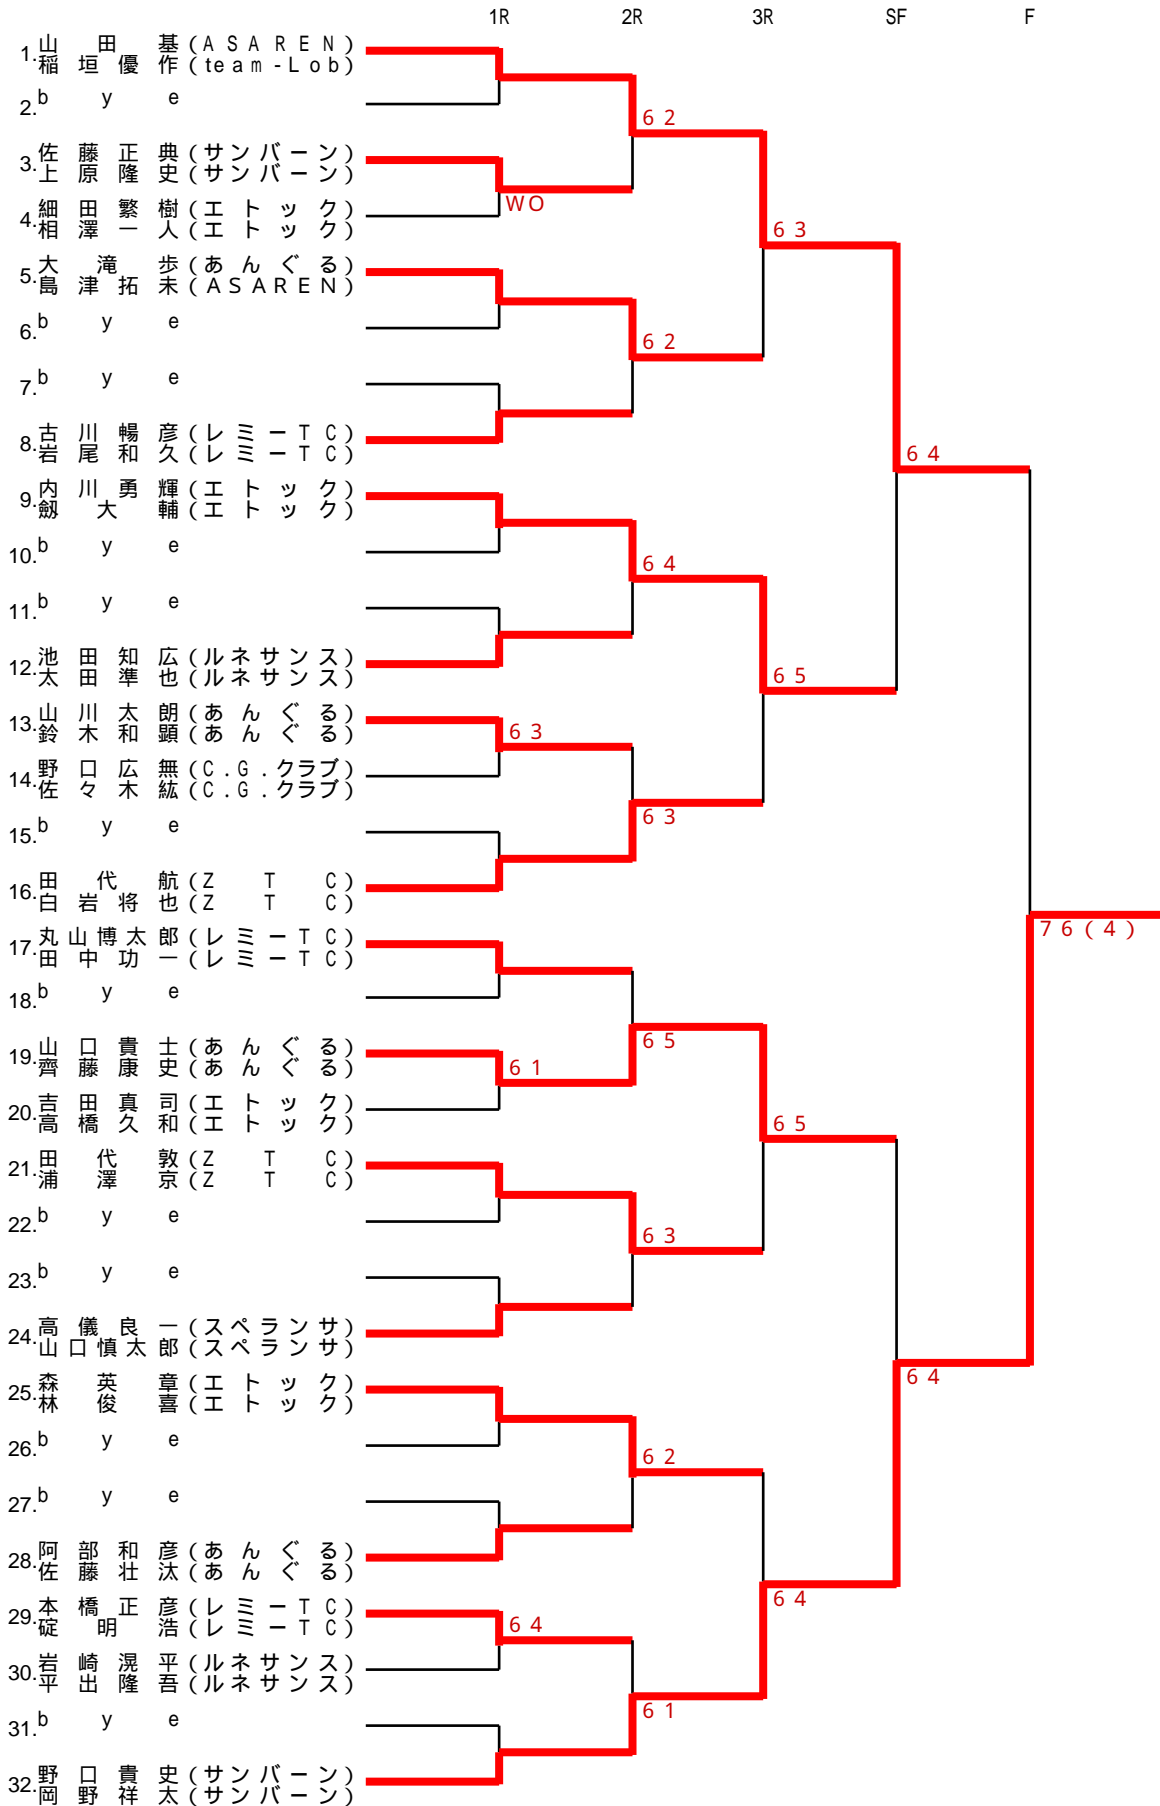 1R 2R 3R SF F
1. 山田基 (ASAREN)
稲垣優作 (team-Lob)
2. bye
62
3. 佐藤正典 (サンバーン)
上原隆史 (サンバーン)
WO
4. 細田繁樹 (エトック)
相澤一人 (エトック)
63
5. 大滝歩 (あんぐる)
島津拓未 (ASAREN)
6. bye
62
7. bye
8. 古川暢彦 (レミーTC)
岩尾和久 (レミーTC)
64
9. 内川勇輝 (エトック)
劔大輔 (エトック)
10. bye
64
11. bye
12. 池田知広 (ルネサンス)
太田準也 (ルネサンス)
65
13. 山川太朗 (あんぐる)
鈴木和顕 (あんぐる)
63
14. 野口広無 (C.G.クラブ)
佐々木紘 (C.G.クラブ)
63
15. bye
16. 田代航 (ZTC)
白岩将也 (ZTC)
76(4)
17. 丸山博太郎 (レミーTC)
田中功一 (レミーTC)
18. bye
65
19. 山口貴士 (あんぐる)
齊藤康史 (あんぐる)
61
20. 吉田真司 (エトック)
高橋久和 (エトック)
65
21. 田代敦 (ZTC)
浦澤京 (ZTC)
22. bye
63
23. bye
24. 高儀良一 (スペランサ)
山口慎太郎 (スペランサ)
64
25. 森英章 (エトック)
林俊喜 (エトック)
26. bye
62
27. bye
28. 阿部和彦 (あんぐる)
佐藤壮汰 (あんぐる)
64
29. 本橋正彦 (レミーTC)
碇明浩 (レミーTC)
64
30. 岩崎滉平 (ルネサンス)
平出隆吾 (ルネサンス)
61
31. bye
32. 野口貴史 (サンバーン)
岡野祥太 (サンバーン)